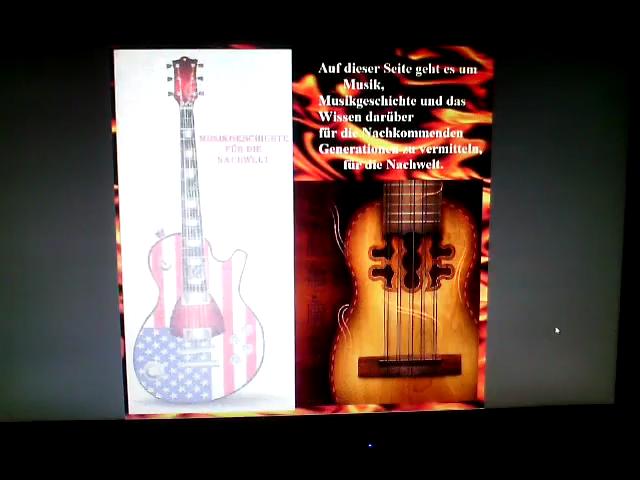 MUSIKGESCHICHTE
FÜR DIE
NACHWELT
Auf dieser Seite geht es um
Musik,
Musikgeschichte und das
Wissen darüber
für die Nachkommenden
Generationen zu vermitteln,
für die Nachwelt.